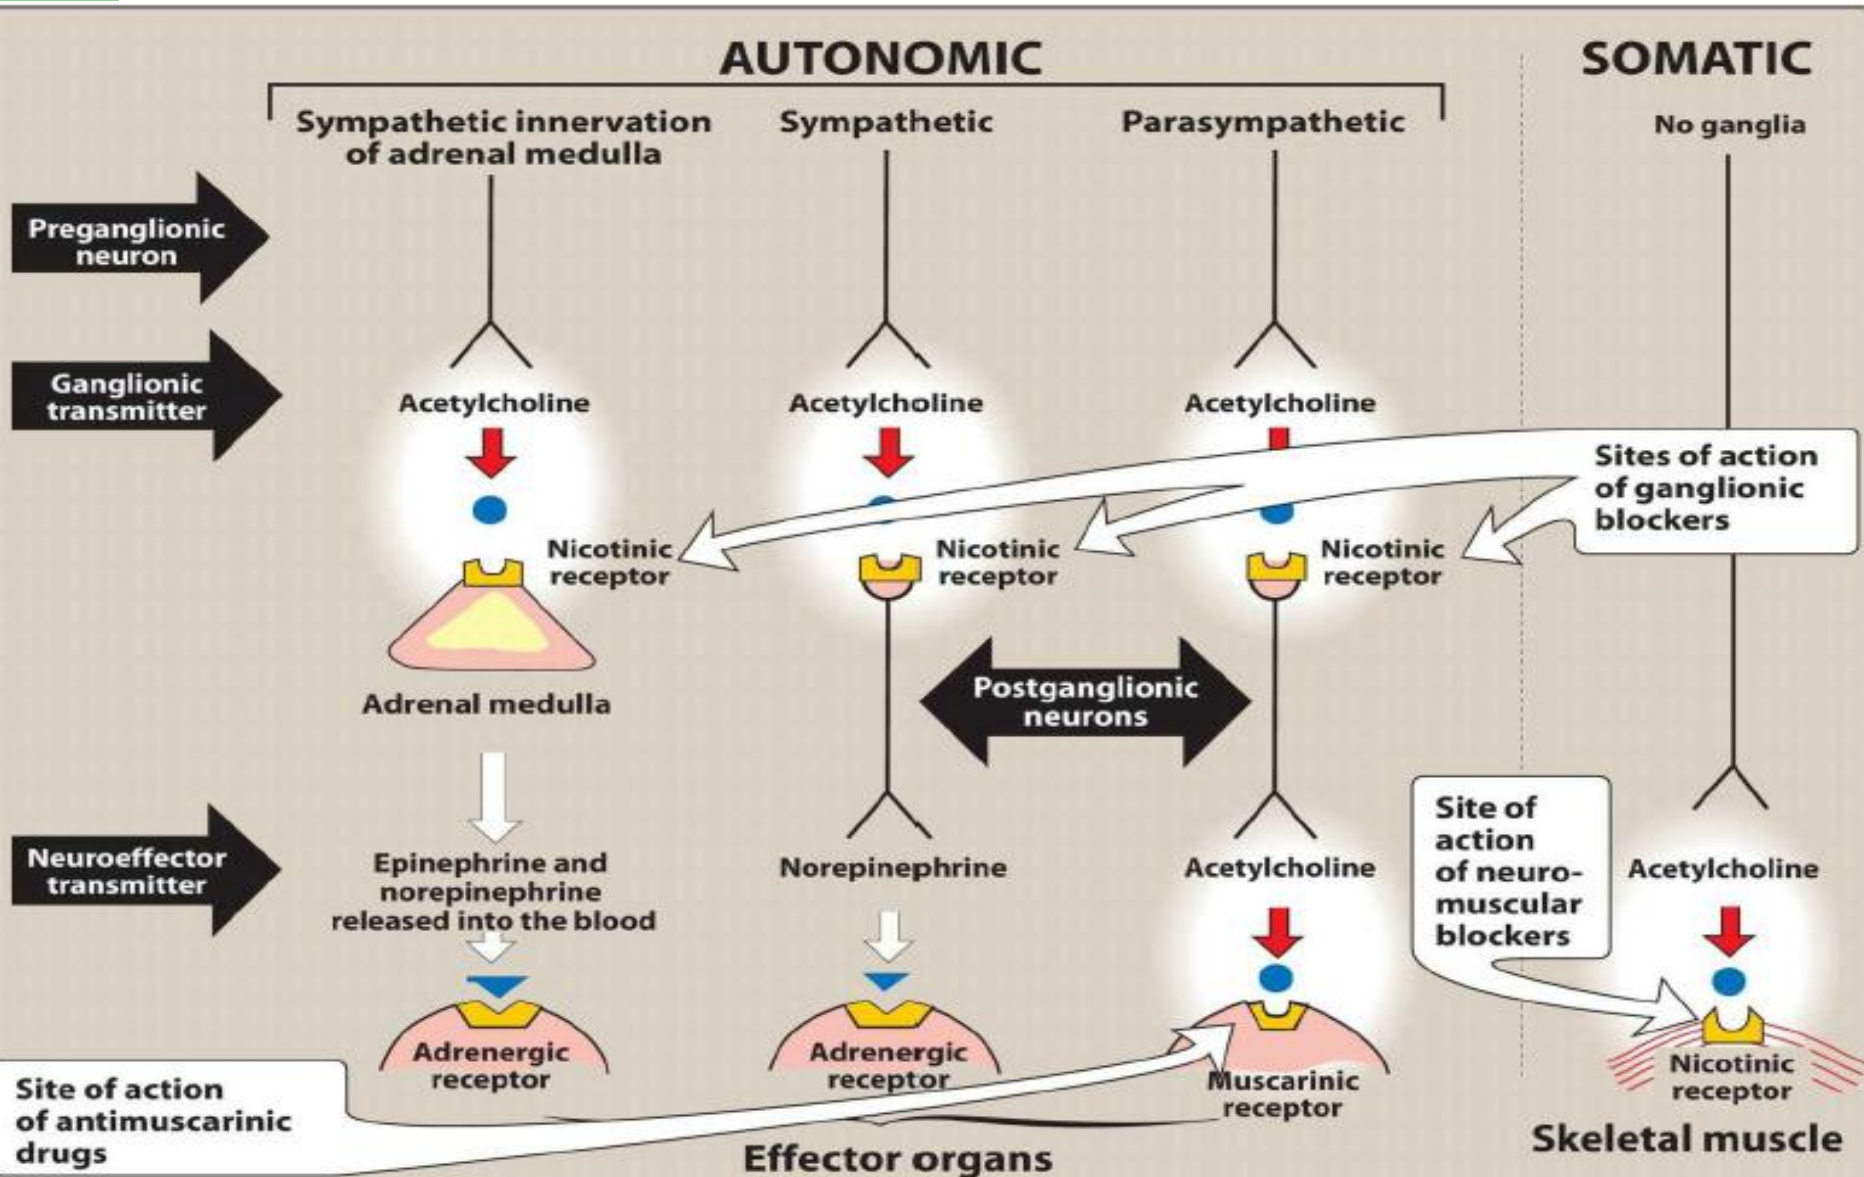 AUTONOMIC
SOMATIC
Sympathetic innervation
of adrenal medulla
Sympathetic
Parasympathetic
No ganglia
Preganglionic
neuron
Ganglionic
transmitter
Acetylcholine
Acetylcholine
Acetylcholine
Sites of action
of ganglionic
blockers
Nicotinic
receptor
Nicotinic
receptor
Nicotinic
receptor
Adrenal medulla
Postganglionic
neurons
Neuroeffector
transmitter
Epinephrine and
norepinephrine
released into the blood
Norepinephrine
Acetylcholine
Site of
action
of neuro-
muscular
blockers
Acetylcholine
Adrenergic
receptor
Adrenergic
receptor
Muscarinic
receptor
Nicotinic
receptor
Site of action
of antimuscarinic
drugs
Effector organs
Skeletal muscle